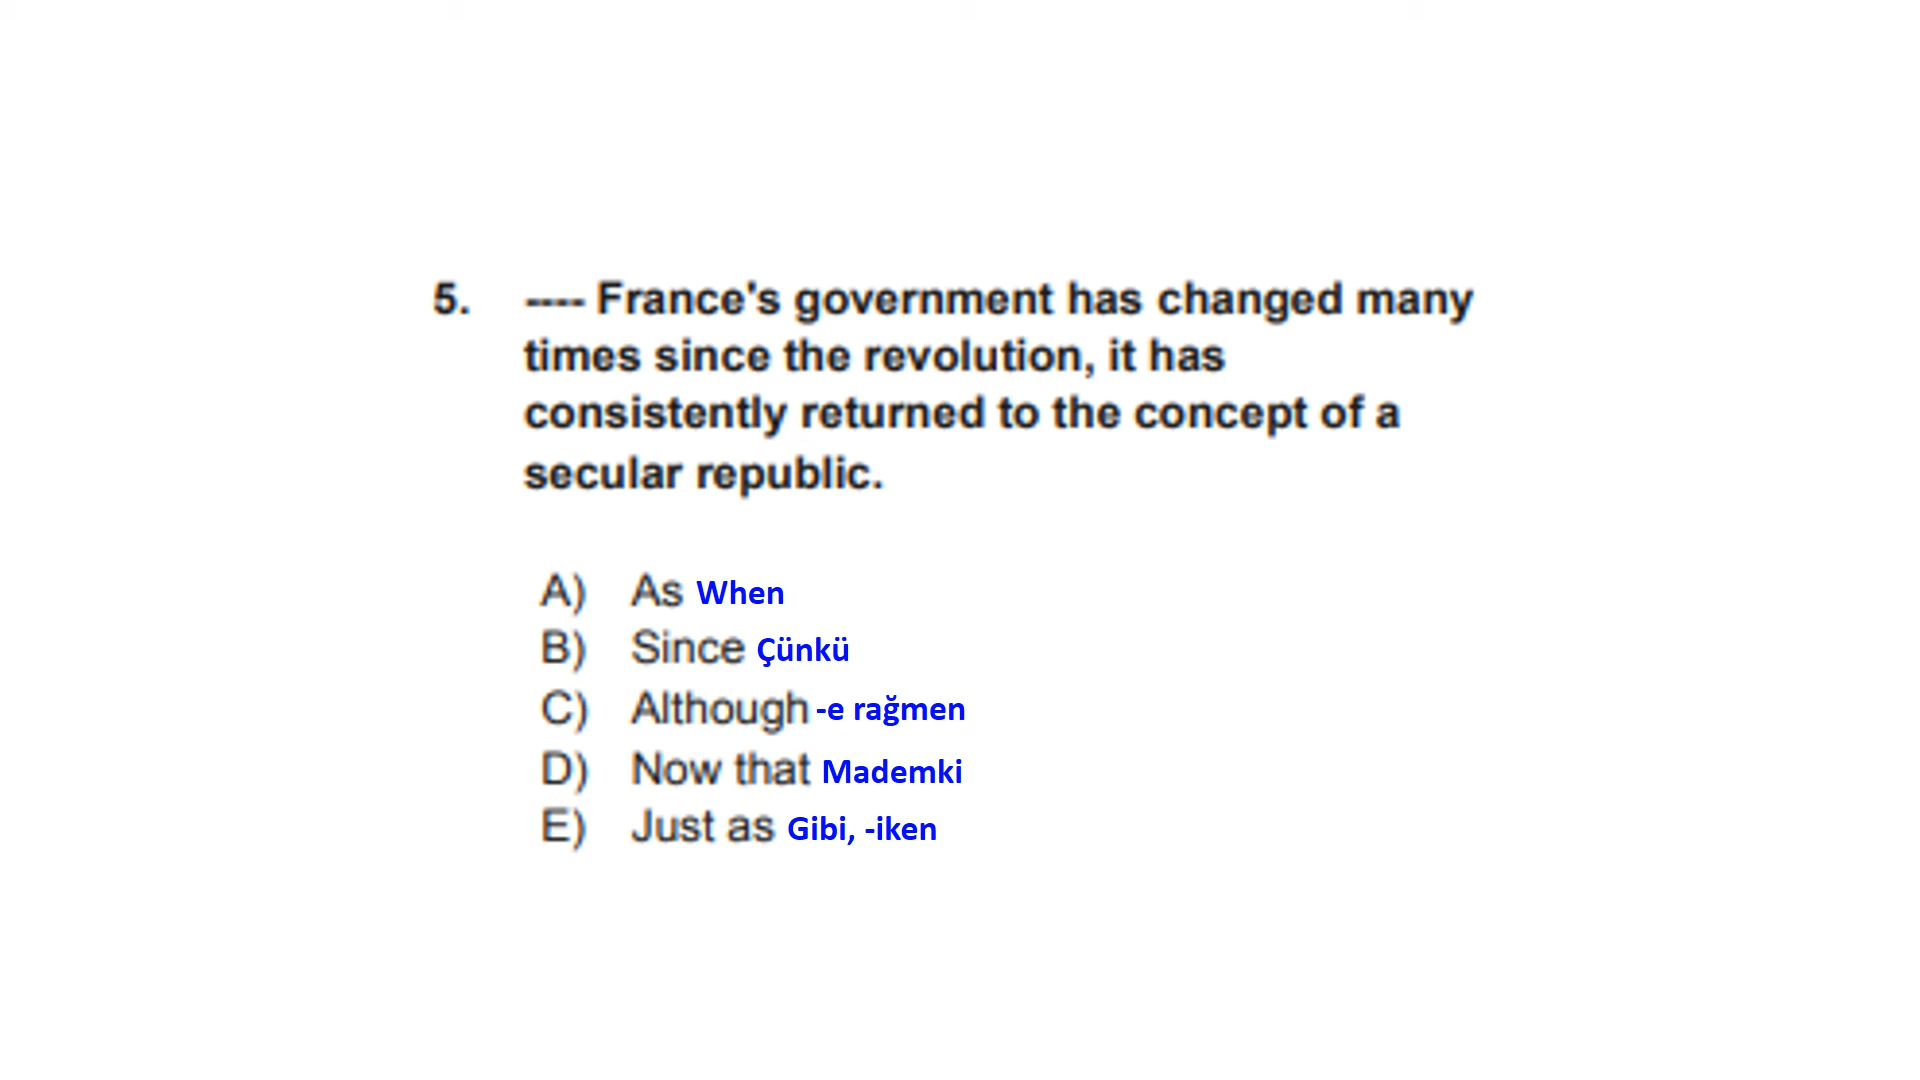 5. ---- France's government has changed many
times since the revolution, it has
consistently returned to the concept of a
secular republic.
A) As When
B) Since Çünkü
C) Although -e rağmen
D) Now that Mademki
E) Just as Gibi, -iken